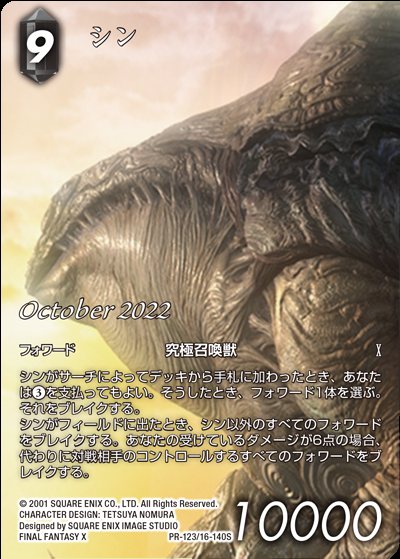 9
シン
October 2022
フォワード 究極召喚獣 X
シンがサーチによってデッキから手札に加わったとき、あなた
は③を支払ってもよい。そうしたとき、フォワード1体を選ぶ。
それをブレイクする。
シンがフィールドに出たとき、シン以外のすべてのフォワード
をブレイクする。あなたの受けているダメージが6点の場合、
代わりに対戦相手のコントロールするすべてのフォワードをブ
レイクする。
© 2001 SQUARE ENIX CO., LTD. All Rights Reserved.
CHARACTER DESIGN: TETSUYA NOMURA
Designed by SQUARE ENIX IMAGE STUDIO
FINAL FANTASY X
PR-123/16-140S
10000